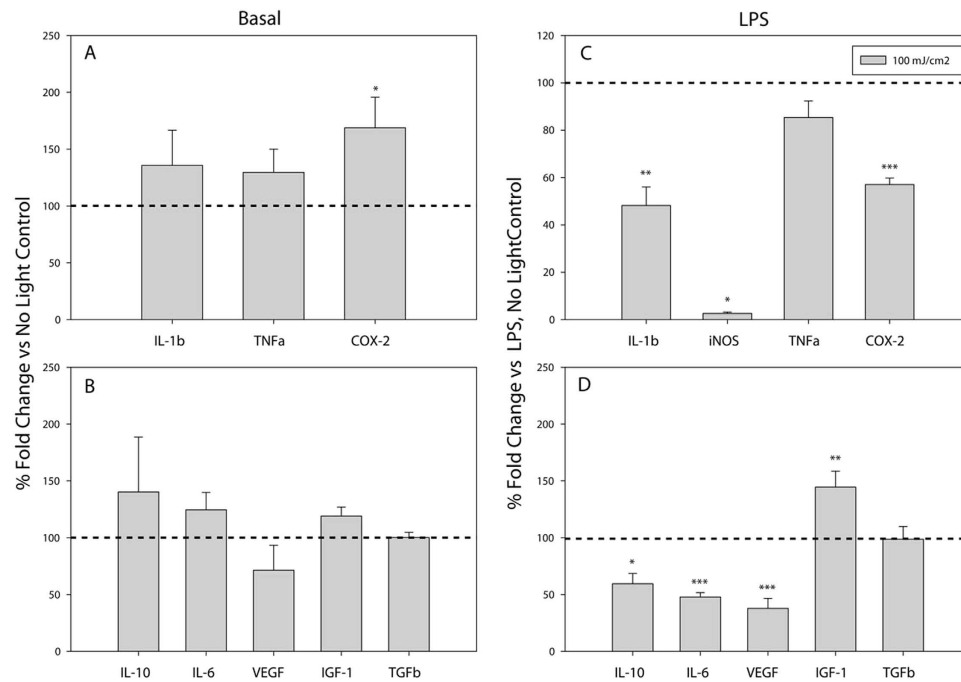 Basal
LPS
% Fold Change vs No Light Control
% Fold Change vs LPS, No LightControl
A
250
200
150
100
50
0
*
IL-1b TNFa COX-2
C
100 mJ/cm2
120
100
80
60
40
20
0
**
*
***
IL-1b iNOS TNFa COX-2
B
250
200
150
100
50
0
IL-10 IL-6 VEGF IGF-1 TGFb
D
250
200
150
100
50
0
*
***
***
**
IL-10 IL-6 VEGF IGF-1 TGFb